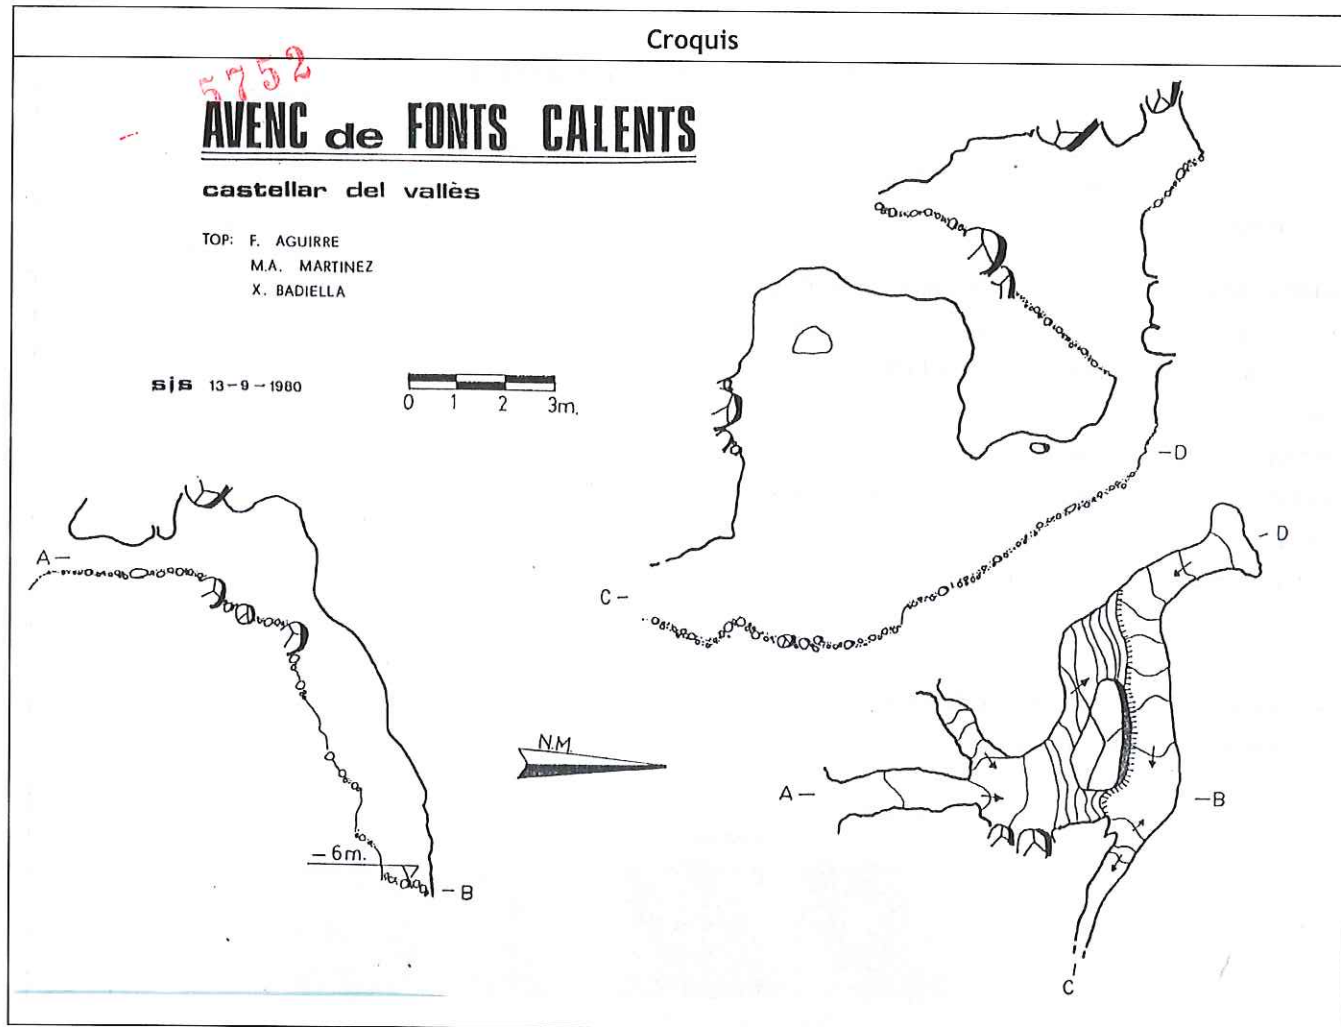 Croquis
5752
AVENC de FONTS CALENTS
castellar del vallès
TOP: F. AGUIRRE
M.A. MARTINEZ
X. BADIELLA
sis 13-9-1980
0 1 2 3m.
A
-6m.
B
C
D
N.M.
D
A
B
C